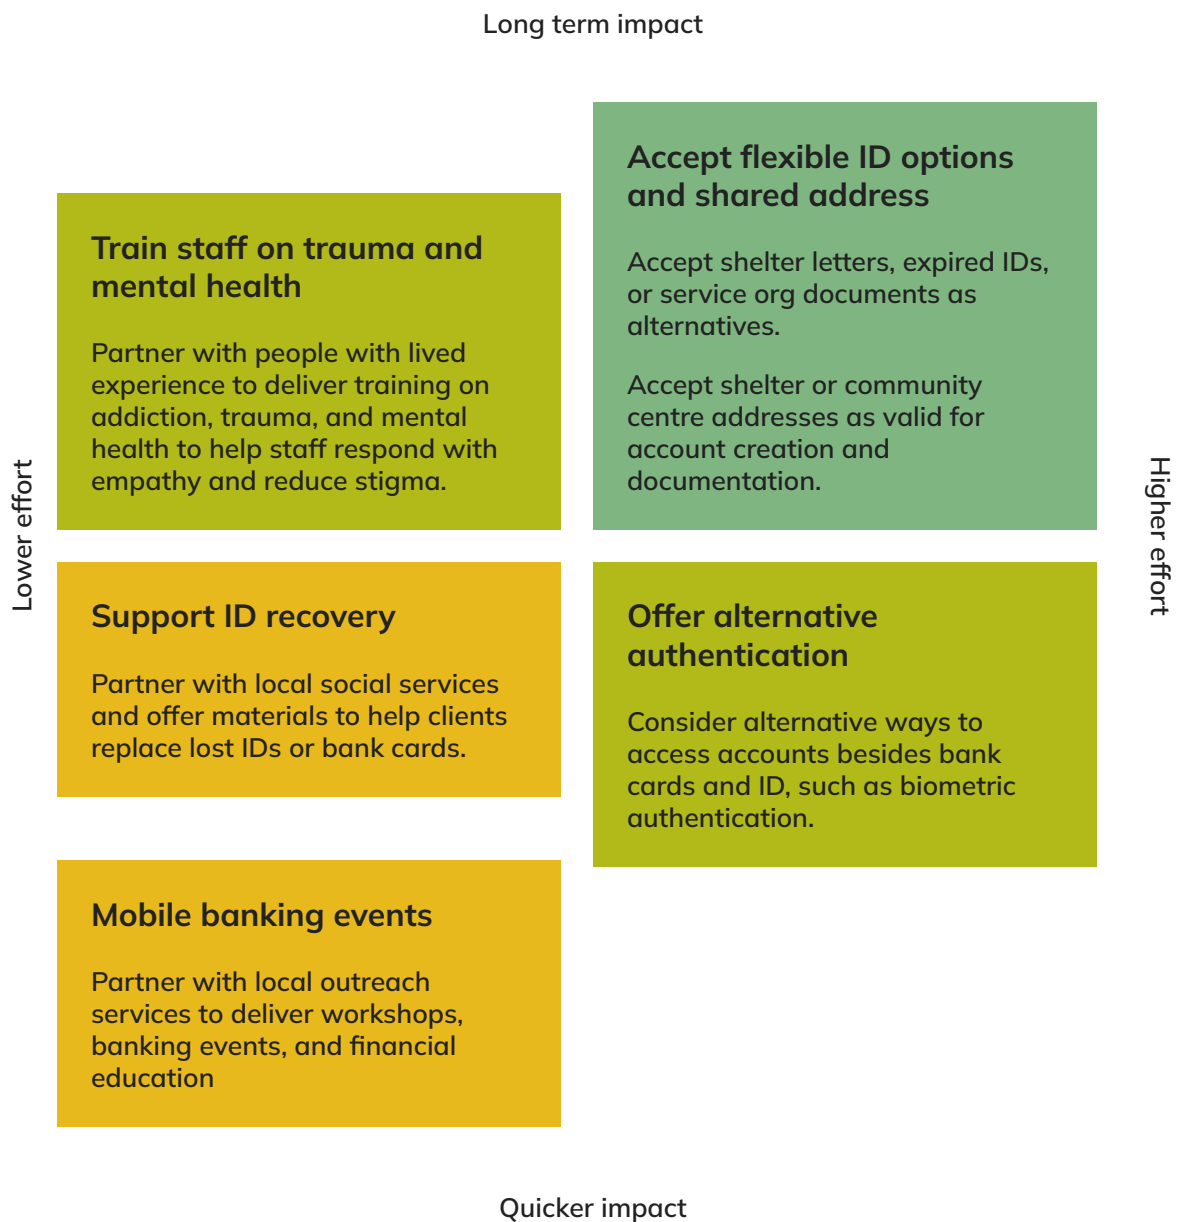 Long term impact
Train staff on trauma and
mental health
Partner with people with lived
experience to deliver training on
addiction, trauma, and mental
health to help staff respond with
empathy and reduce stigma.
Accept flexible ID options
and shared address
Accept shelter letters, expired IDs,
or service org documents as
alternatives.
Accept shelter or community
centre addresses as valid for
account creation and
documentation.
Lower effort
Higher effort
Support ID recovery
Partner with local social services
and offer materials to help clients
replace lost IDs or bank cards.
Offer alternative
authentication
Consider alternative ways to
access accounts besides bank
cards and ID, such as biometric
authentication.
Mobile banking events
Partner with local outreach
services to deliver workshops,
banking events, and financial
education
Quicker impact